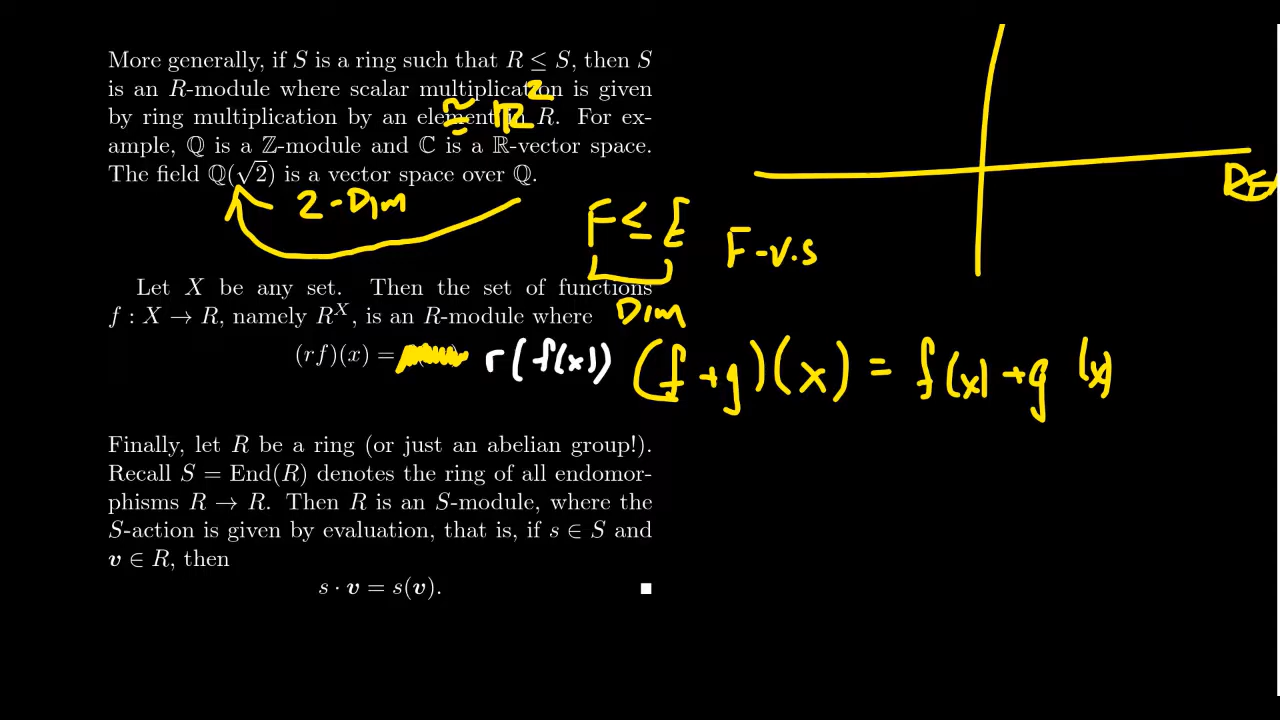 More generally, if S is a ring such that R ≤ S, then S
is an R-module where scalar multiplication is given
by ring multiplication by an element in R. For ex-
ample, ℚ is a ℤ-module and ℂ is a ℝ-vector space.
The field ℚ(√2) is a vector space over ℚ.
≅ ℝ²
2-Dim
F ≤ E
F-v.s
Dim
Let X be any set. Then the set of functions
f : X → R, namely R^X, is an R-module where
(rf)(x) = r(f(x))
(f+g)(x) = f(x)+g(x)
Finally, let R be a ring (or just an abelian group!).
Recall S = End(R) denotes the ring of all endomor-
phisms R → R. Then R is an S-module, where the
S-action is given by evaluation, that is, if s ∈ S and
v ∈ R, then
s · v = s(v). ■